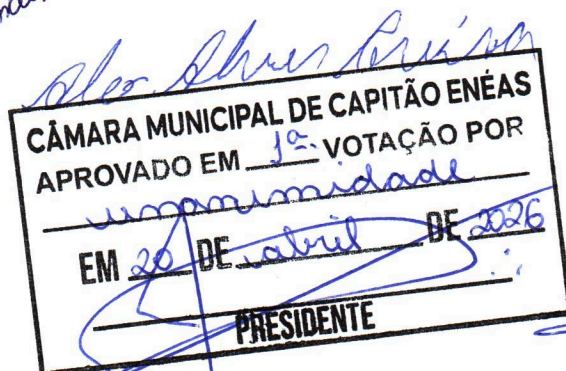 Alex Alves
CÂMARA MUNICIPAL DE CAPITÃO ENÉAS
APROVADO EM 1ª. VOTAÇÃO POR
unanimidade
EM 20 DE abril DE 2026
PRESIDENTE